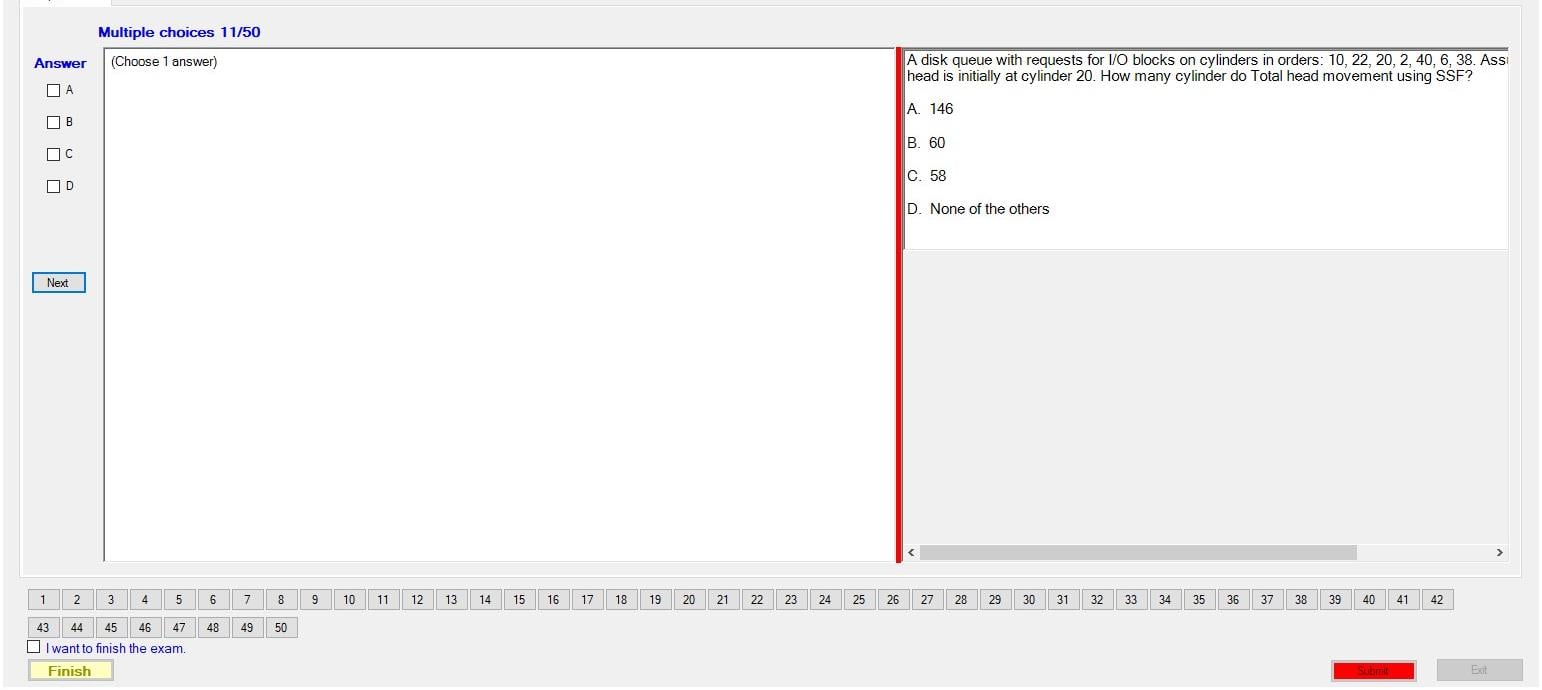 Multiple choices 11/50
Answer
(Choose 1 answer)
A
B
C
D
Next
A disk queue with requests for I/O blocks on cylinders in orders: 10, 22, 20, 2, 40, 6, 38.
head is initially at cylinder 20. How many cylinder do Total head movement using SSF?
A. 146
B. 60
C. 58
D. None of the others
1 2 3 4 5 6 7 8 9 10 11 12 13 14 15 16 17 18 19 20 21 22 23 24 25 26 27 28 29 30 31 32 33 34 35 36 37 38 39 40 41 42
43 44 45 46 47 48 49 50
I want to finish the exam.
Finish
Submit
Exit